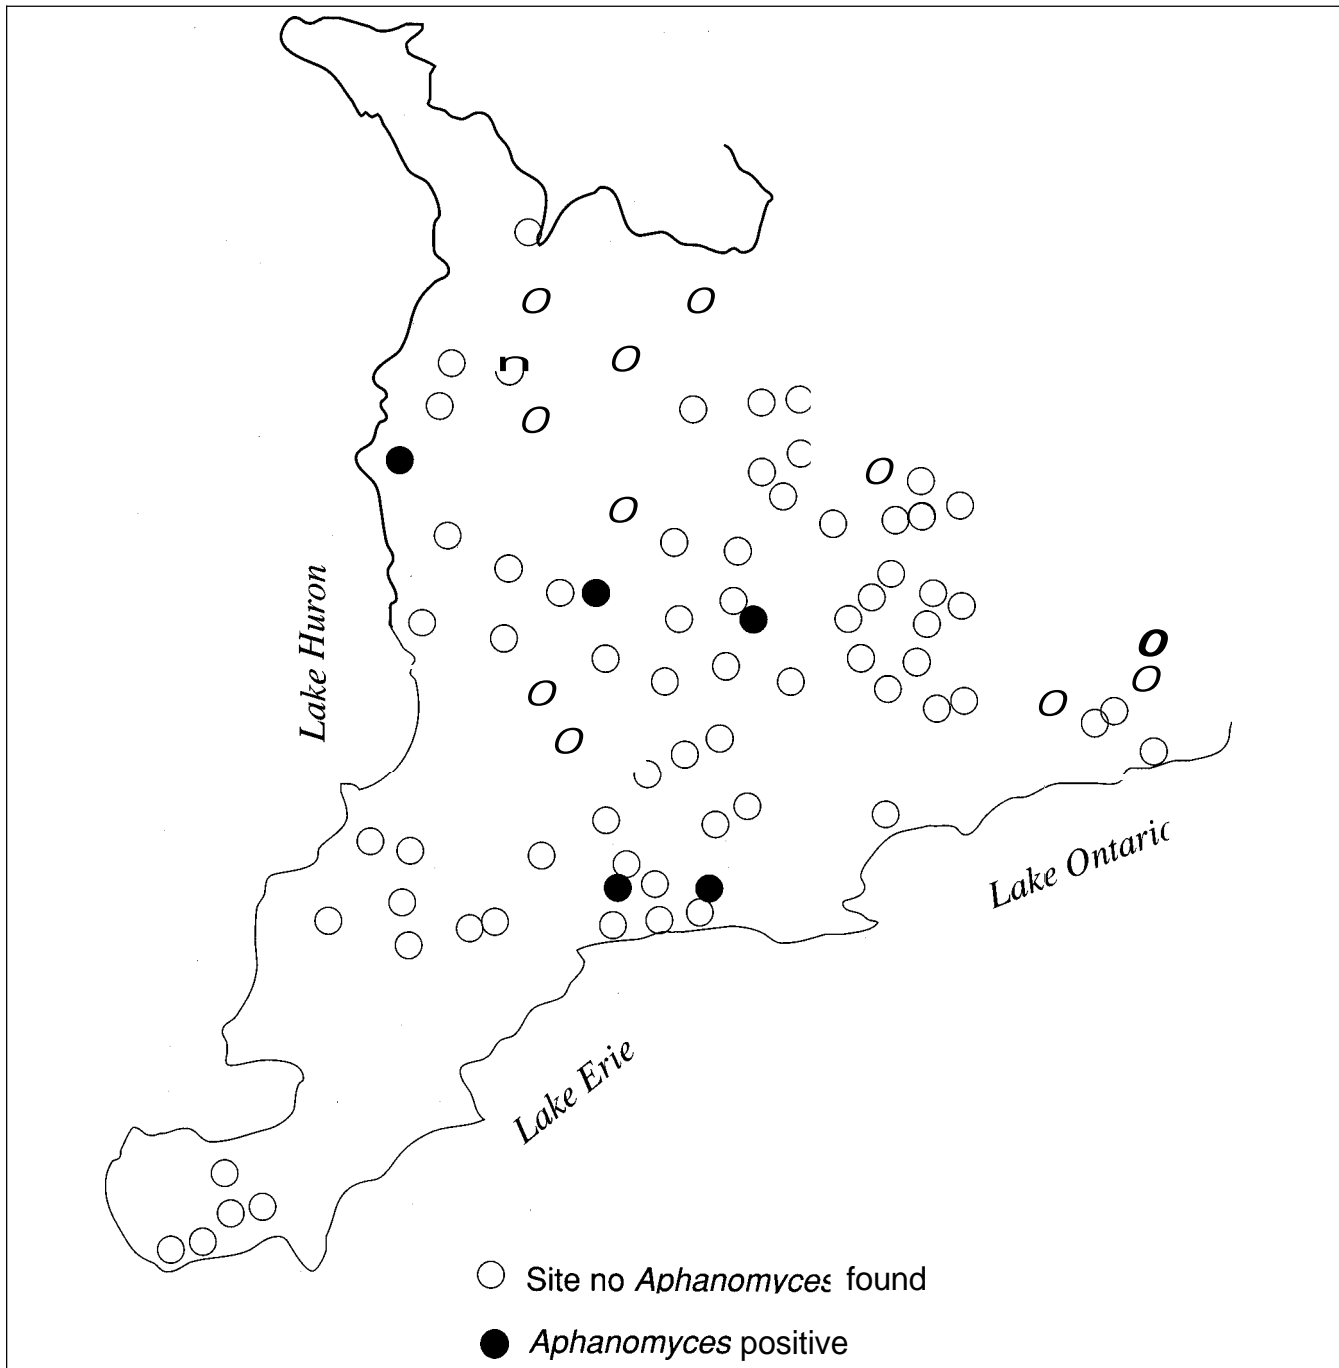 Lake Huron
Lake Ontaric
Lake Erie
Site no Aphanomyces found
Aphanomyces positive